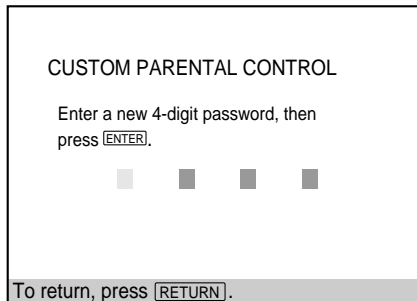 CUSTOM PARENTAL CONTROL
Enter a new 4-digit password, then
press ENTER.
To return, press RETURN.